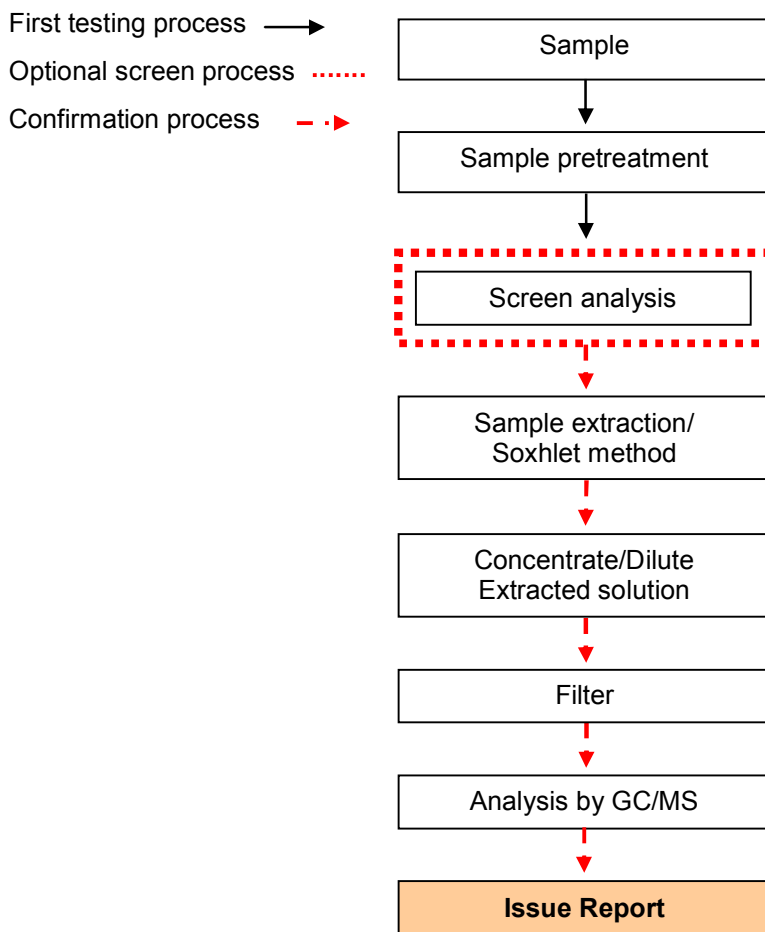 First testing process
Optional screen process
Confirmation process
Sample
Sample pretreatment
Screen analysis
Sample extraction/
Soxhlet method
Concentrate/Dilute
Extracted solution
Filter
Analysis by GC/MS
Issue Report